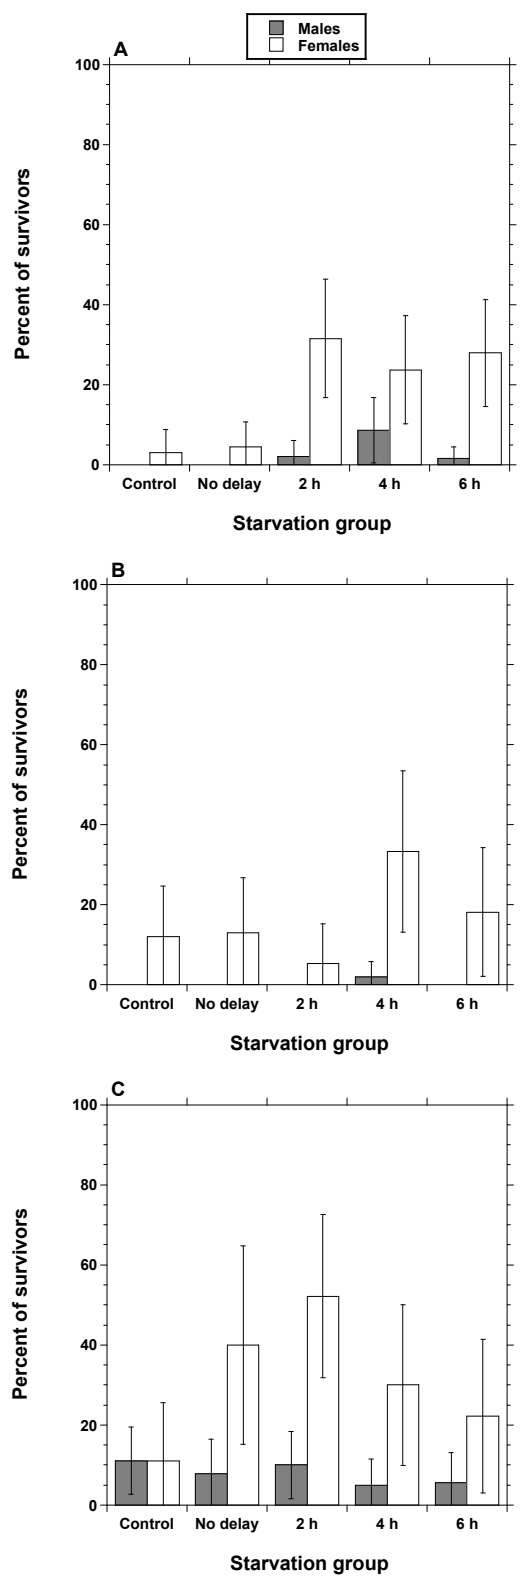 Males
Females
A
100
80
60
40
20
0
Percent of survivors
Control No delay 2 h 4 h 6 h
Starvation group
B
100
80
60
40
20
0
Percent of survivors
Control No delay 2 h 4 h 6 h
Starvation group
C
100
80
60
40
20
0
Percent of survivors
Control No delay 2 h 4 h 6 h
Starvation group